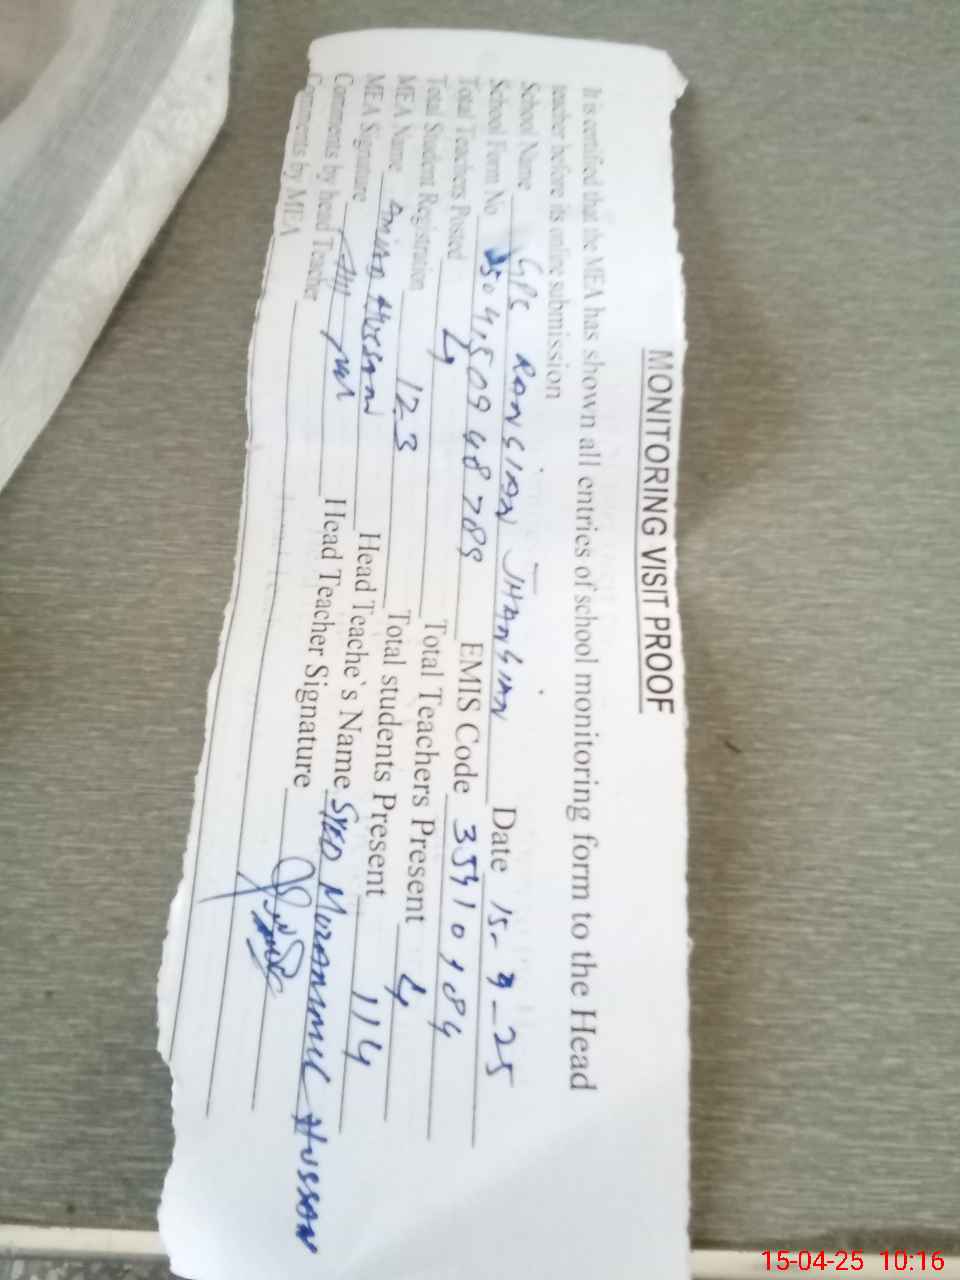 MONITORING VISIT PROOF
It is certified that the MEA has shown all entries of school monitoring form to the Head
teacher before its online submission
School Name GPS RANGIAN JHANGIAN Date 15- -25
School Form No EMIS Code
Total Teachers Posted 4 Total Teachers Present 4
Total Student Registration 123 Total students Present 114
MEA Name Head Teache`s Name SYED HUSSAN
MEA Signature Head Teacher Signature
Comments by head Teacher
Comments by MEA
15-04-25 10:16